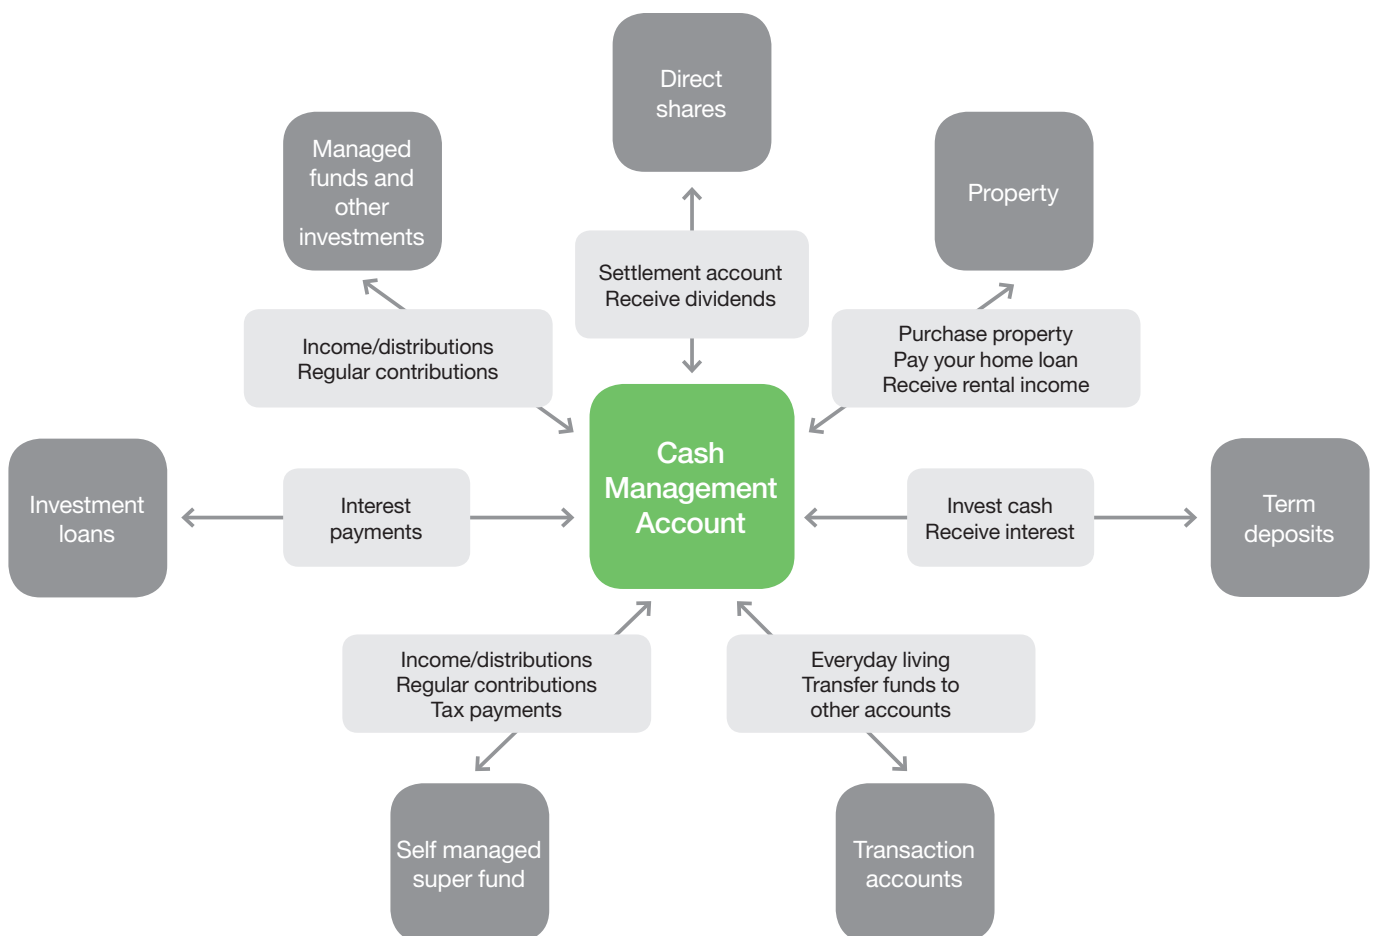 Direct
shares
Managed
funds and
other
investments
Property
Settlement account
Receive dividends
Income/distributions
Regular contributions
Purchase property
Pay your home loan
Receive rental income
Cash
Management
Account
Investment
loans
Interest
payments
Invest cash
Receive interest
Term
deposits
Income/distributions
Regular contributions
Tax payments
Everyday living
Transfer funds to
other accounts
Self managed
super fund
Transaction
accounts